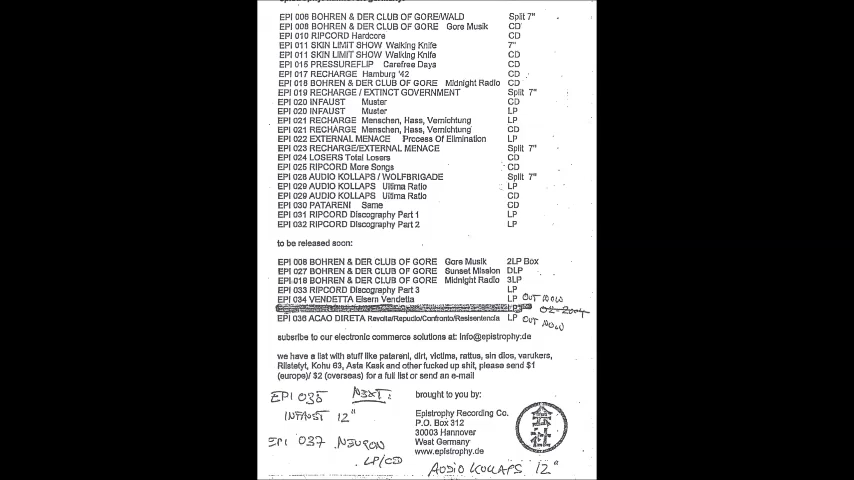 EPI 006 BOHREN & DER CLUB OF GORE/WALD Split 7"
EPI 008 BOHREN & DER CLUB OF GORE Gore Musik CD
EPI 010 RIPCORD Hardcore CD
EPI 011 SKIN LIMIT SHOW Walking Knife 7"
EPI 011 SKIN LIMIT SHOW Walking Knife CD
EPI 015 PRESSUREFLIP Carefree Days CD
EPI 017 RECHARGE Hamburg '42 CD
EPI 018 BOHREN & DER CLUB OF GORE Midnight Radio CD
EPI 019 RECHARGE / EXTINCT GOVERNMENT Split 7"
EPI 020 INFAUST Muster CD
EPI 020 INFAUST Muster LP
EPI 021 RECHARGE Menschen, Hass, Vernichtung LP
EPI 021 RECHARGE Menschen, Hass, Vernichtung CD
EPI 022 EXTERNAL MENACE Process Of Elimination LP
EPI 023 RECHARGE/EXTERNAL MENACE Split 7"
EPI 024 LOSERS Total Losers CD
EPI 025 RIPCORD More Songs CD
EPI 028 AUDIO KOLLAPS / WOLFBRIGADE Split 7"
EPI 029 AUDIO KOLLAPS Ultima Ratio LP
EPI 029 AUDIO KOLLAPS Ultima Ratio CD
EPI 030 PATARENI Same CD
EPI 031 RIPCORD Discography Part 1 LP
EPI 032 RIPCORD Discography Part 2 LP
to be released soon:
EPI 008 BOHREN & DER CLUB OF GORE Gore Musik 2LP Box
EPI 027 BOHREN & DER CLUB OF GORE Sunset Mission DLP
EPI 018 BOHREN & DER CLUB OF GORE Midnight Radio 3LP
EPI 033 RIPCORD Discography Part 3 LP
EPI 034 VENDETTA Eisern Vendetta LP OUT NOW
LP 02-2004
EPI 036 ACAO DIRETA Revolta/Repudio/Confronto/Resisentencia LP OUT NOW
subsribe to our electronic commerce solutions at: info@epistrophy.de
we have a list with stuff like patareni, dirt, victims, rattus, sin dios, varukers,
Riistetyt, Kohu 63, Asta Kask and other fucked up shit, please send $1
(europe)/ $2 (overseas) for a full list or send an e-mail
EPI 035 N3XT:
INFAUST 12"
EPI 037 NEURON
LP/CD
brought to you by:
Epistrophy Recording Co.
P.O. Box 312
30003 Hannover
West Germany
www.epistrophy.de
AUDIO KOLLAPS 12"